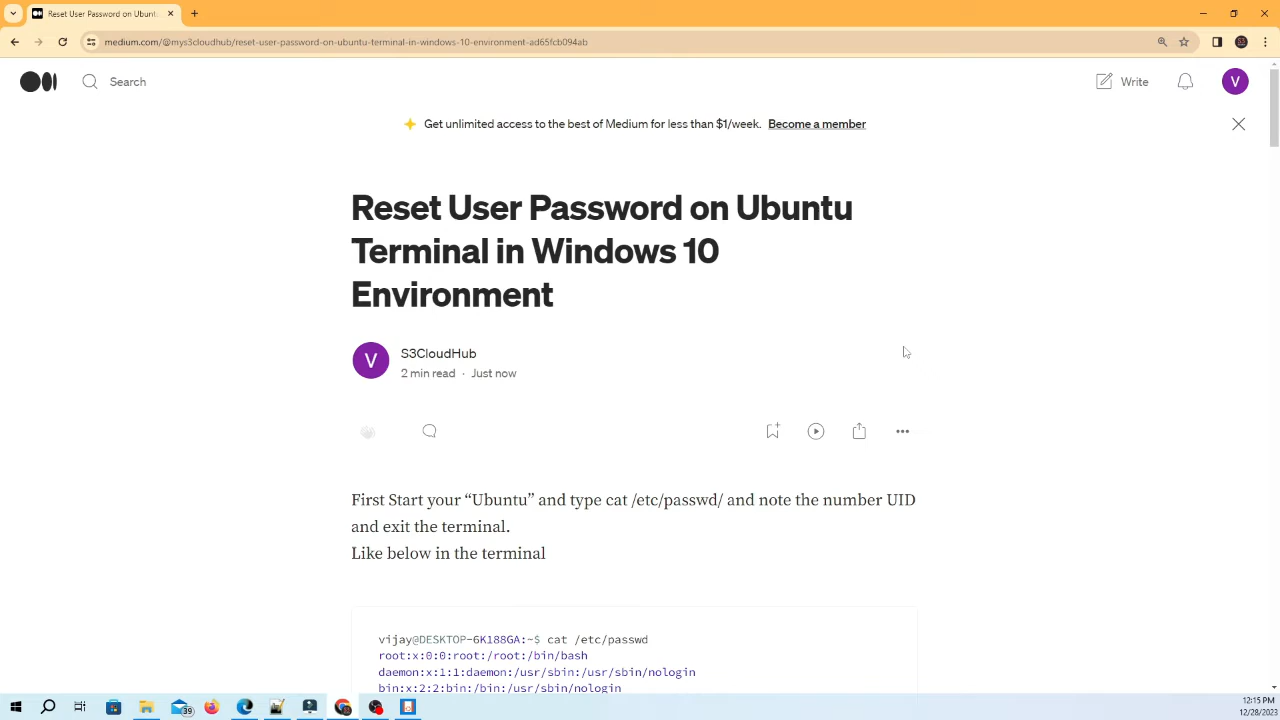 Reset User Password on Ubuntu
medium.com/@mys3cloudhub/reset-user-password-on-ubuntu-terminal-in-windows-10-environment-ad65fcb094ab
Search
Write
V
Get unlimited access to the best of Medium for less than $1/week. Become a member
Reset User Password on Ubuntu
Terminal in Windows 10
Environment
V
S3CloudHub
2 min read · Just now
First Start your “Ubuntu” and type cat /etc/passwd/ and note the number UID
and exit the terminal.
Like below in the terminal
vijay@DESKTOP-6K188GA:~$ cat /etc/passwd
root:x:0:0:root:/root:/bin/bash
daemon:x:1:1:daemon:/usr/sbin:/usr/sbin/nologin
bin:x:2:2:bin:/bin:/usr/sbin/nologin
39
12:15 PM
12/28/2023